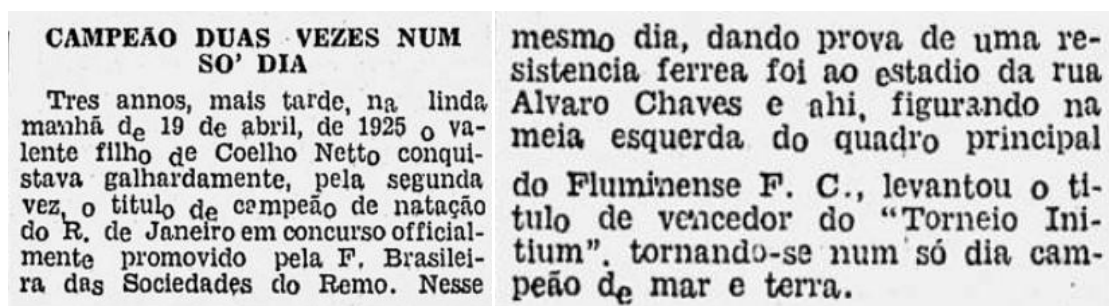 CAMPEÃO DUAS VEZES NUM
SO' DIA
Tres annos, mais tarde, na linda
manhã de 19 de abril, de 1925 o va-
lente filho de Coelho Netto conqui-
stava galhardamente, pela segunda
vez, o titulo de campeão de natação
do R. de Janeiro em concurso official-
mente promovido pela F. Brasilei-
ra das Sociedades do Remo. Nesse
mesmo dia, dando prova de uma re-
sistencia ferrea foi ao estadio da rua
Alvaro Chaves e ahi, figurando na
meia esquerda do quadro principal
do Fluminense F. C., levantou o ti-
tulo de vencedor do "Torneio Ini-
tium". tornando-se num só dia cam-
peão de mar e terra.